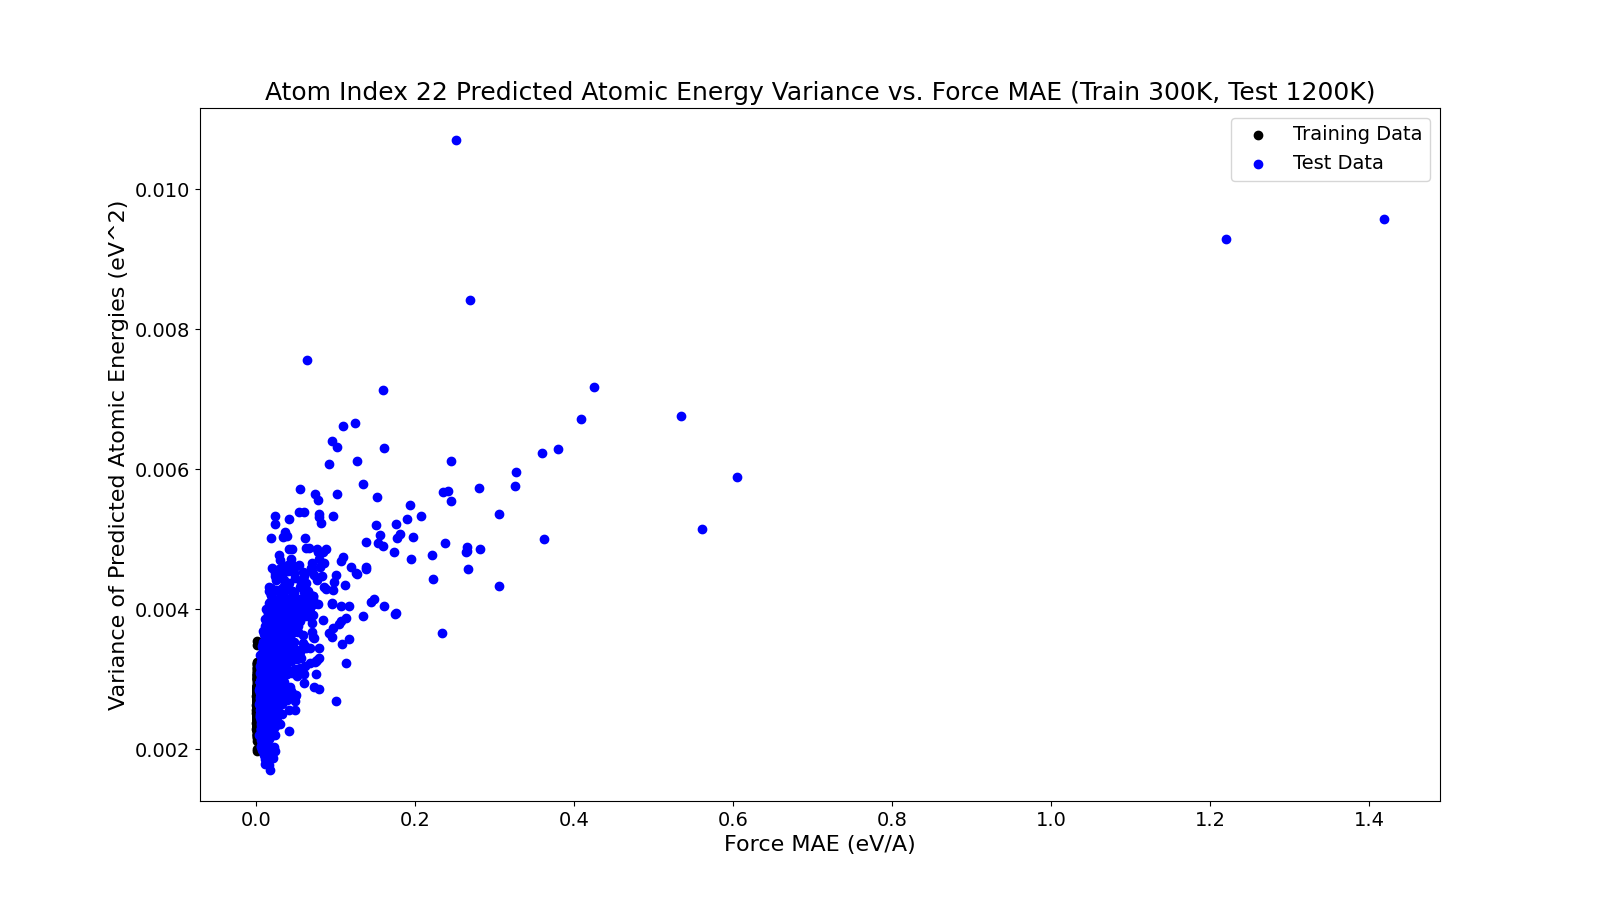 Atom Index 22 Predicted Atomic Energy Variance vs. Force MAE (Train 300K, Test 1200K)
Training Data
Test Data
Variance of Predicted Atomic Energies (eV^2)
0.010
0.008
0.006
0.004
0.002
0.0 0.2 0.4 0.6 0.8 1.0 1.2 1.4
Force MAE (eV/A)